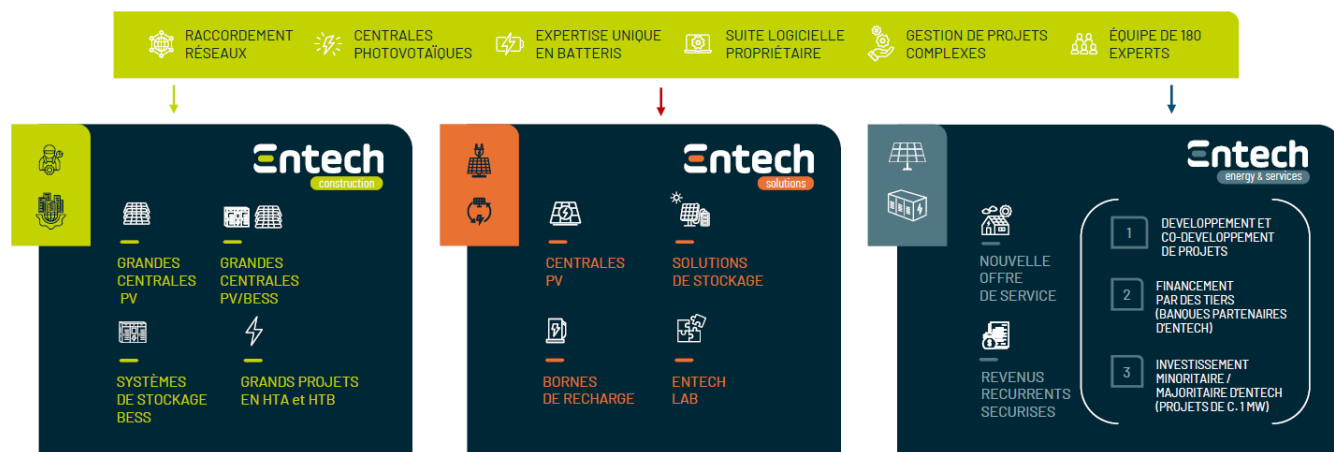 RACCORDEMENT
RÉSEAUX
CENTRALES
PHOTOVOTAÏQUES
EXPERTISE UNIQUE
EN BATTERIS
SUITE LOGICIELLE
PROPRIÉTAIRE
GESTION DE PROJETS
COMPLEXES
ÉQUIPE DE 180
EXPERTS
Entech
construction
GRANDES
CENTRALES
PV
GRANDES
CENTRALES
PV/BESS
SYSTÈMES
DE STOCKAGE
BESS
GRANDS PROJETS
EN HTA et HTB
Entech
solutions
CENTRALES
PV
SOLUTIONS
DE STOCKAGE
BORNES
DE RECHARGE
ENTECH
LAB
Entech
energy & services
NOUVELLE
OFFRE
DE SERVICE
REVENUS
RECURRENTS
SECURISES
1
DEVELOPPEMENT ET
CO-DEVELOPPEMENT
DE PROJETS
2
FINANCEMENT
PAR DES TIERS
(BANQUES PARTENAIRES
D'ENTECH)
3
INVESTISSEMENT
MINORITAIRE /
MAJORITAIRE D'ENTECH
(PROJETS DE C. 1 MW)